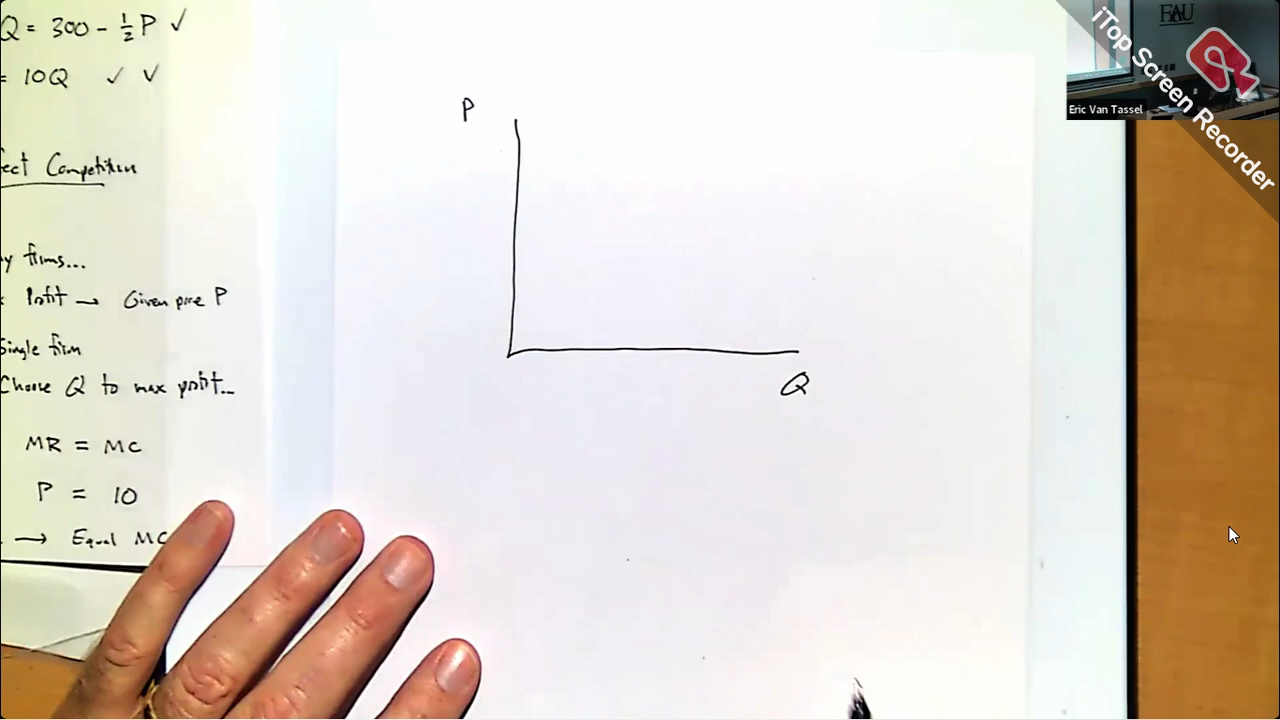 Q = 300 - ½P ✓
= 10Q ✓ ✓
ect Competition
y firms...
Profit → Given price P
Single firm
Choose Q to max profit...
MR = MC
P = 10
→ Equal MC
P
Q
FAU
Eric Van Tassel
iTop Screen Recorder